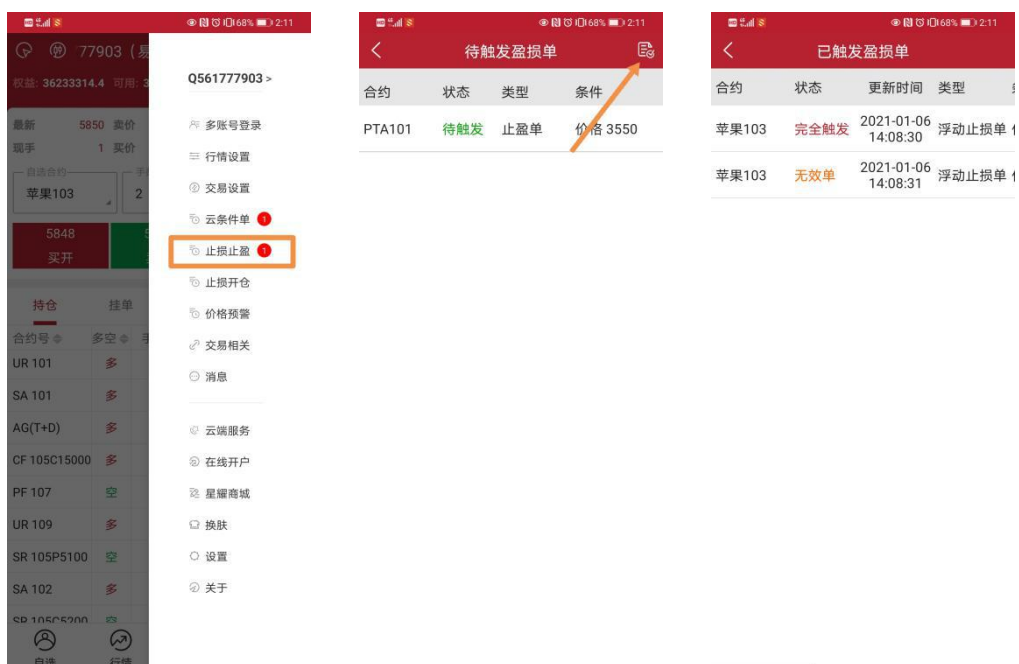 68% 2:11
77903 (易
权益: 36233314.4 可用: 3
最新 5850 卖价
现手 1 买价
自选合约
苹果103 2
5848
买开
持仓 挂单
合约号 多空
UR 101 多
SA 101 多
AG(T+D) 多
CF 105C15000 多
PF 107 空
UR 109 多
SR 105P5100 空
SA 102 多
SR 105C5200 空
自选 行情
Q561777903 >
多账号登录
行情设置
交易设置
云条件单 1
止损止盈 1
止损开仓
价格预警
交易相关
消息
云端服务
在线开户
星耀商城
换肤
设置
关于
68% 2:11
待触发盈损单
合约 状态 类型 条件
PTA101 待触发 止盈单 价格 3550
68% 2:11
已触发盈损单
合约 状态 更新时间 类型
苹果103 完全触发 2021-01-06 14:08:30 浮动止损单
苹果103 无效单 2021-01-06 14:08:31 浮动止损单